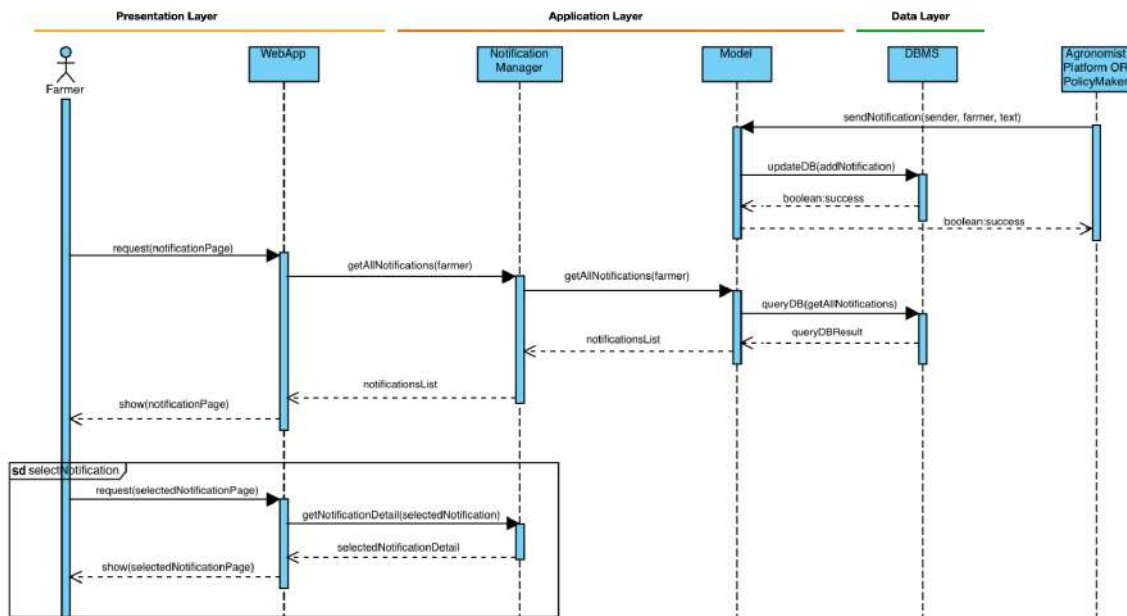 Presentation Layer
Application Layer
Data Layer
Farmer
WebApp
Notification
Manager
Model
DBMS
Agronomist
Platform OR
PolicyMaker
sendNotification(sender, farmer, text)
updateDB(addNotification)
boolean:success
boolean:success
request(notificationPage)
getAllNotifications(farmer)
getAllNotifications(farmer)
queryDB(getAllNotifications)
queryDBResult
notificationsList
notificationsList
show(notificationPage)
sd selectNotification
request(selectedNotificationPage)
getNotificationDetail(selectedNotification)
selectedNotificationDetail
show(selectedNotificationPage)